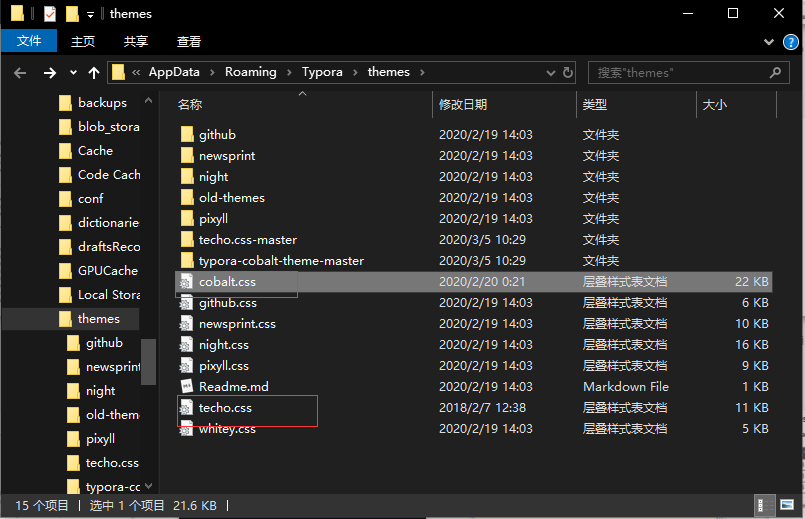 themes
文件 主页 共享 查看
« AppData > Roaming > Typora > themes > 搜索"themes"
名称 修改日期 类型 大小
backups
blob_stora
Cache
Code Cach
conf
dictionarie
draftsReco
GPUCache
Local Stora
themes
github
newsprint
night
old-them
pixyll
techo.css
typora-co
github 2020/2/19 14:03 文件夹
newsprint 2020/2/19 14:03 文件夹
night 2020/2/19 14:03 文件夹
old-themes 2020/2/19 14:03 文件夹
pixyll 2020/2/19 14:03 文件夹
techo.css-master 2020/3/5 10:29 文件夹
typora-cobalt-theme-master 2020/3/5 10:29 文件夹
cobalt.css 2020/2/20 0:21 层叠样式表文档 22 KB
github.css 2020/2/19 14:03 层叠样式表文档 6 KB
newsprint.css 2020/2/19 14:03 层叠样式表文档 10 KB
night.css 2020/2/19 14:03 层叠样式表文档 16 KB
pixyll.css 2020/2/19 14:03 层叠样式表文档 9 KB
Readme.md 2020/2/19 14:03 Markdown File 1 KB
techo.css 2018/2/7 12:38 层叠样式表文档 11 KB
whitey.css 2020/2/19 14:03 层叠样式表文档 5 KB
15 个项目 选中 1 个项目 21.6 KB